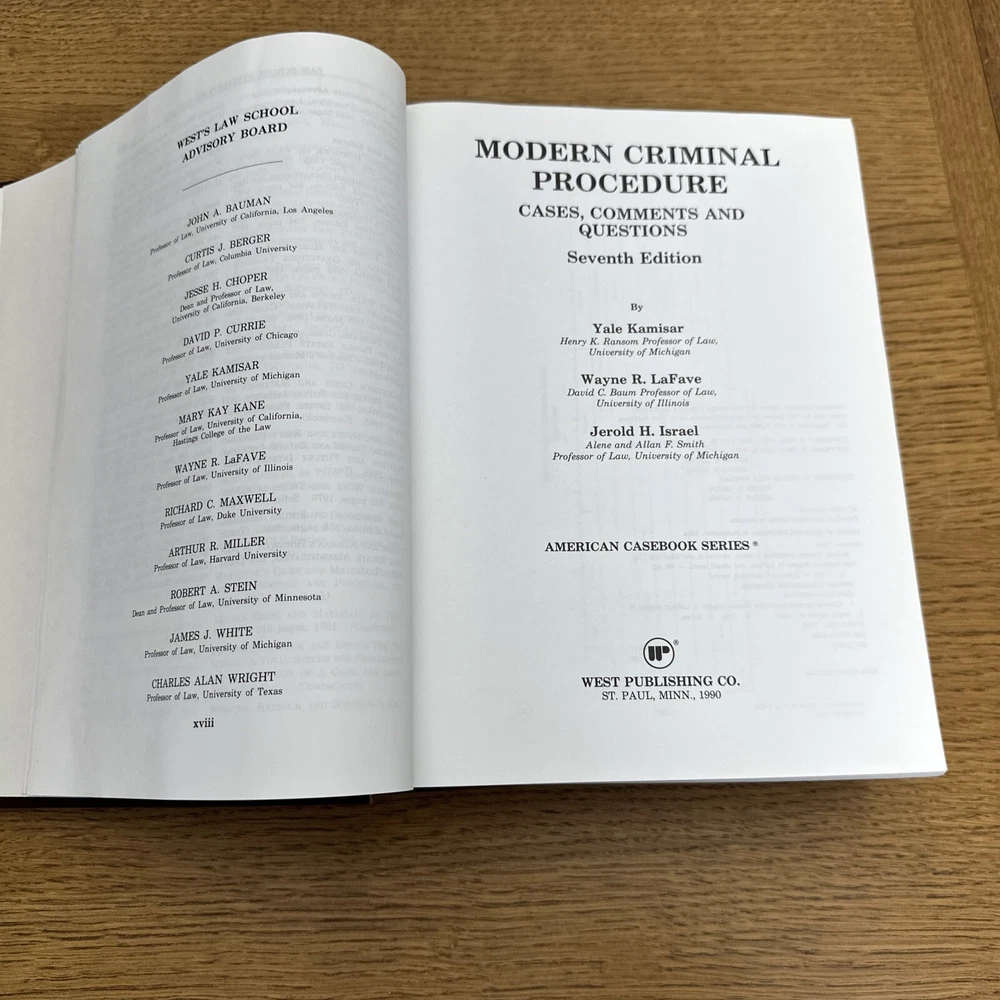 WEST'S LAW SCHOOL
ADVISORY BOARD
JOHN A. BAUMAN
Professor of Law, University of California, Los Angeles
CURTIS J. BERGER
Professor of Law, Columbia University
JESSE H. CHOPER
Dean and Professor of Law,
University of California, Berkeley
DAVID P. CURRIE
Professor of Law, University of Chicago
YALE KAMISAR
Professor of Law, University of Michigan
MARY KAY KANE
Professor of Law, University of California,
Hastings College of the Law
WAYNE R. LaFAVE
Professor of Law, University of Illinois
RICHARD C. MAXWELL
Professor of Law, Duke University
ARTHUR R. MILLER
Professor of Law, Harvard University
ROBERT A. STEIN
Dean and Professor of Law, University of Minnesota
JAMES J. WHITE
Professor of Law, University of Michigan
CHARLES ALAN WRIGHT
Professor of Law, University of Texas
xviii
MODERN CRIMINAL
PROCEDURE
CASES, COMMENTS AND
QUESTIONS
Seventh Edition
By
Yale Kamisar
Henry K. Ransom Professor of Law,
University of Michigan
Wayne R. LaFave
David C. Baum Professor of Law,
University of Illinois
Jerold H. Israel
Alene and Allan F. Smith
Professor of Law, University of Michigan
AMERICAN CASEBOOK SERIES ®
WP ®
WEST PUBLISHING CO.
ST. PAUL, MINN., 1990